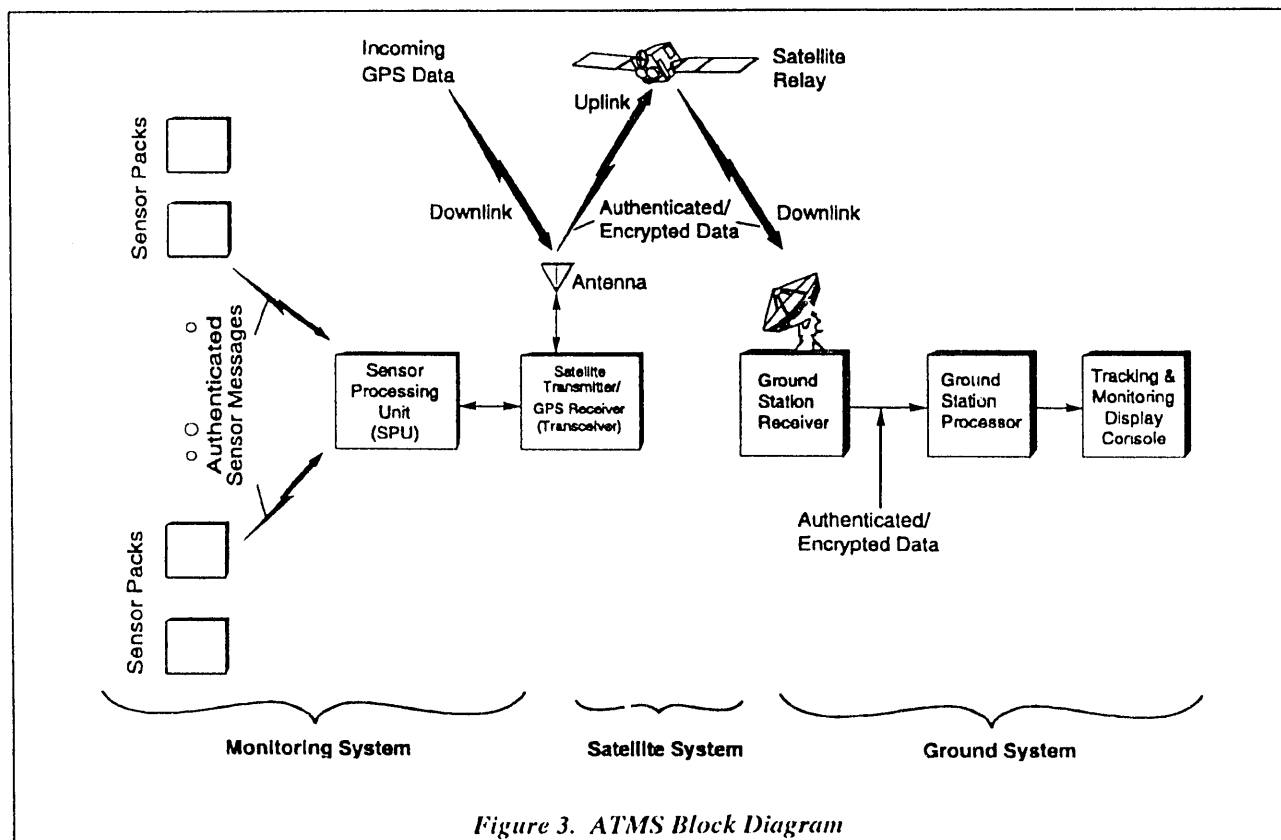 Incoming
GPS Data
Satellite
Relay
Uplink
Sensor Packs
Downlink
Authenticated/
Encrypted Data
Downlink
Antenna
Authenticated
Sensor Messages
Sensor
Processing
Unit
(SPU)
Satellite
Transmitter/
GPS Receiver
(Transceiver)
Ground
Station
Receiver
Ground
Station
Processor
Tracking &
Monitoring
Display
Console
Authenticated/
Encrypted Data
Sensor Packs
Monitoring System
Satellite System
Ground System
Figure 3. ATMS Block Diagram